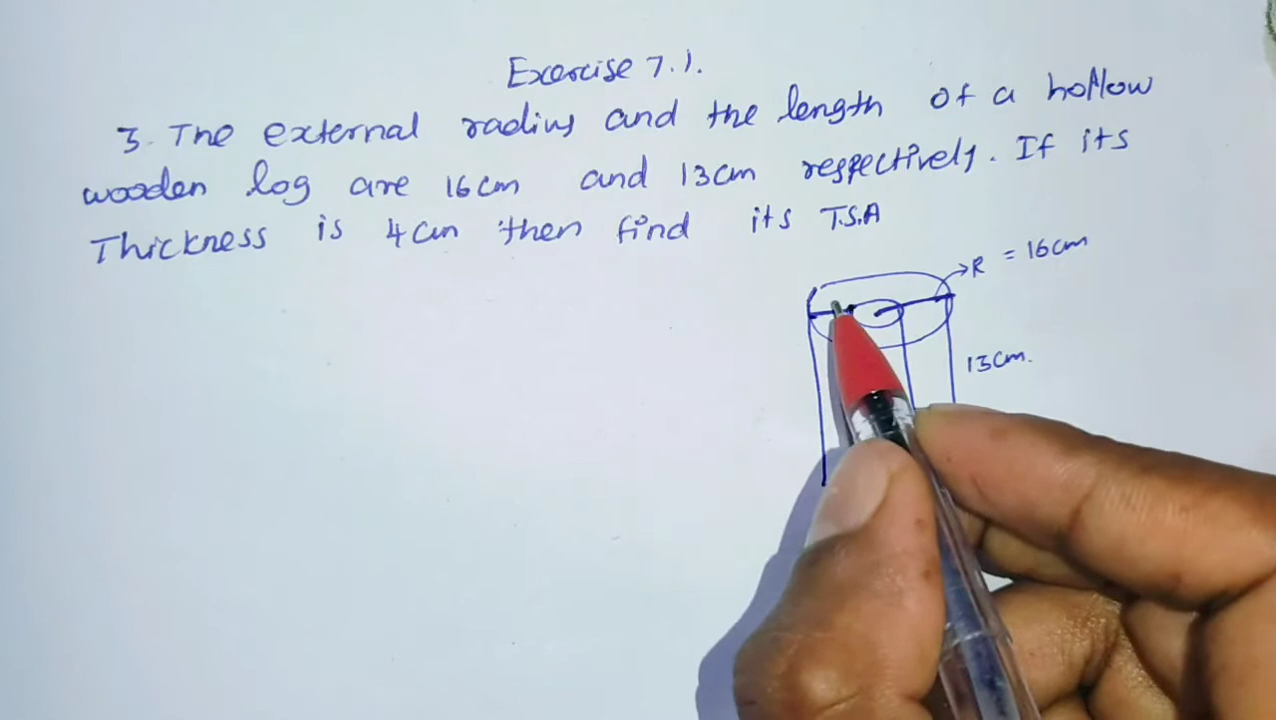 Exercise 7.1.
3. The external radius and the length of a hollow
wooden log are 16cm and 13cm respectively. If its
Thickness is 4cm then find its T.S.A
R = 16cm
13cm.